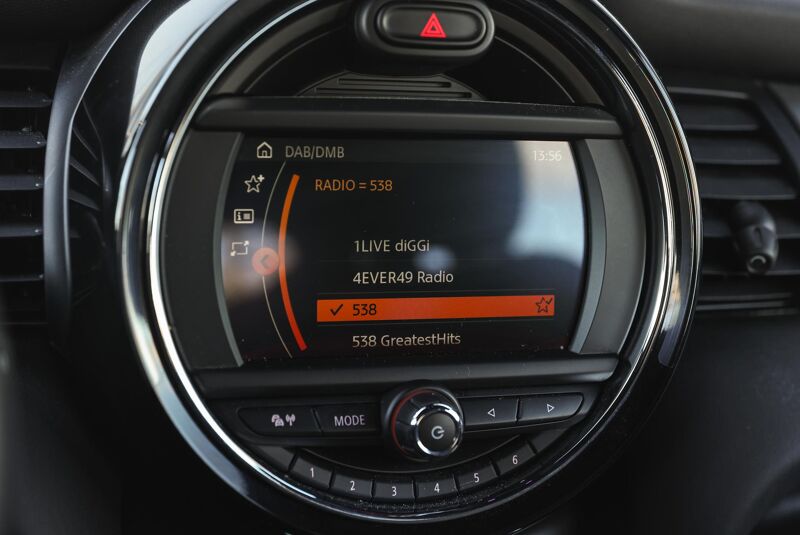 DAB/DMB 13:56
RADIO = 538
1LIVE diGGi
4EVER49 Radio
538
538 GreatestHits
MODE
1 2 3 4 5 6